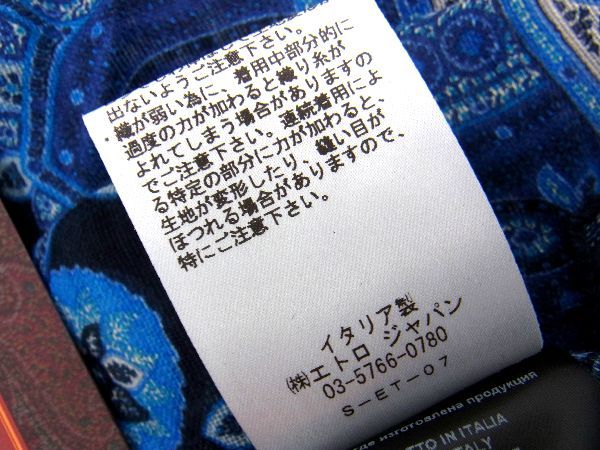 出ないようご注意下さい。
・織が弱い為に、着用中部分的に
過度の力が加わると織り糸が
よれてしまう場合がありますの
でご注意下さい。連続着用によ
る特定の部分に力が加わると、
生地が変形したり、縫い目が
ほつれる場合がありますので、
特にご注意下さい。
イタリア製
㈱エトロ ジャパン
03-5766-0780
S-ET-07
где изготовлена продукция
IN ITALIA